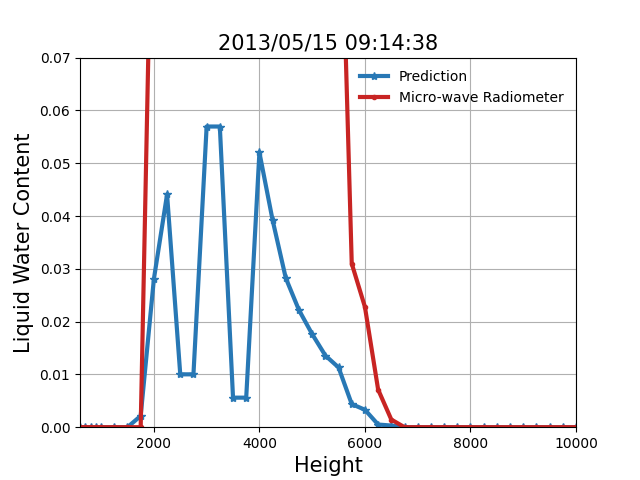 2013/05/15 09:14:38
Prediction
Micro-wave Radiometer
Liquid Water Content
0.07
0.06
0.05
0.04
0.03
0.02
0.01
0.00
2000 4000 6000 8000 10000
Height